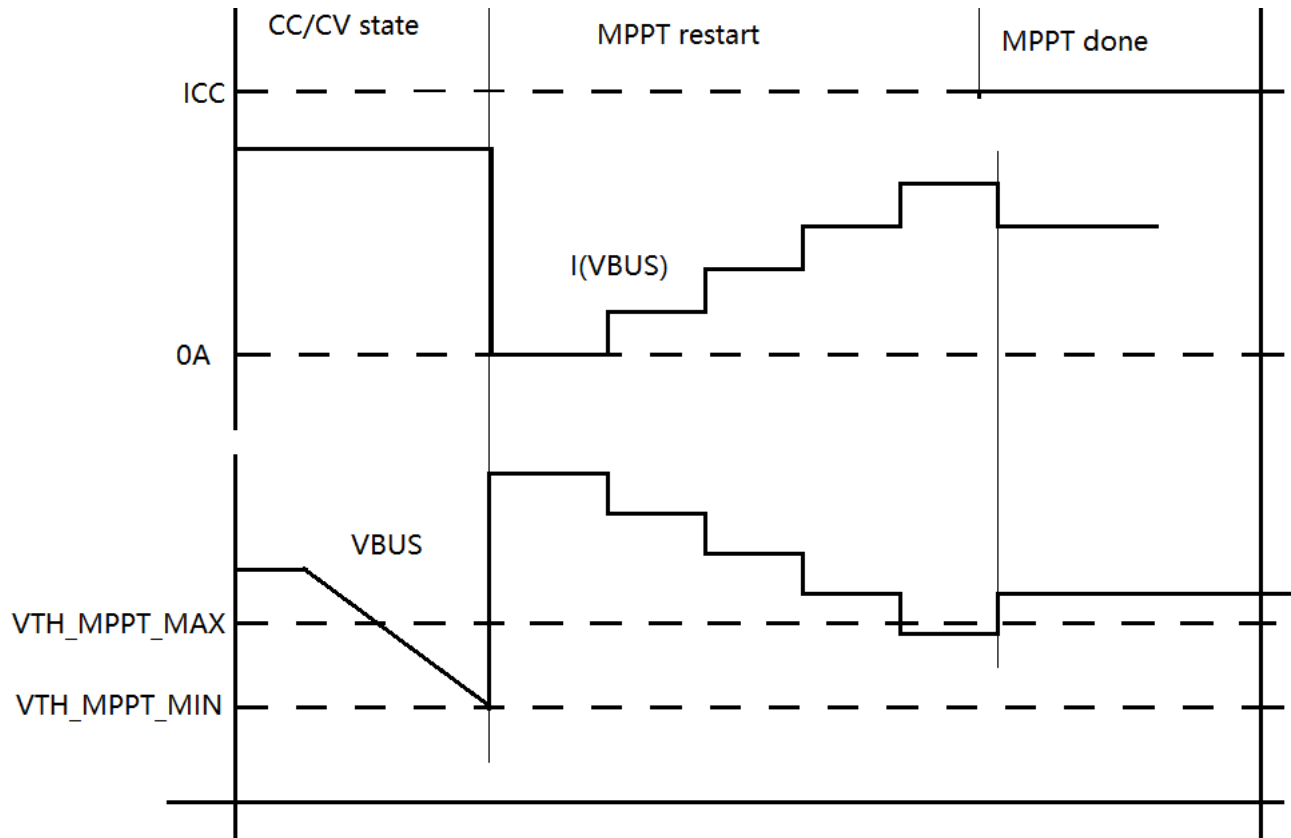 CC/CV state
MPPT restart
MPPT done
ICC
I(VBUS)
0A
VBUS
VTH_MPPT_MAX
VTH_MPPT_MIN